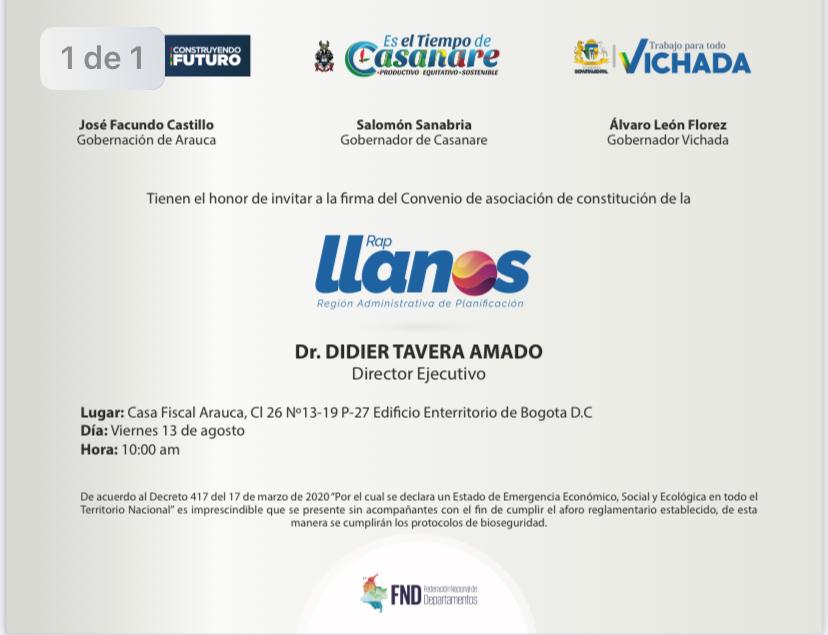 1 de 1
CONSTRUYENDO
FUTURO
Es el Tiempo de
Casanare
•PRODUCTIVO•EQUITATIVO•SOSTENIBLE
Trabajo para todo
VICHADA
José Facundo Castillo
Gobernación de Arauca
Salomón Sanabria
Gobernador de Casanare
Álvaro León Florez
Gobernador Vichada
Tienen el honor de invitar a la firma del Convenio de asociación de constitución de la
Rap
llanos
Región Administrativa de Planificación
Dr. DIDIER TAVERA AMADO
Director Ejecutivo
Lugar: Casa Fiscal Arauca, Cl 26 Nº13-19 P-27 Edificio Enterritorio de Bogota D.C
Día: Viernes 13 de agosto
Hora: 10:00 am
De acuerdo al Decreto 417 del 17 de marzo de 2020 “Por el cual se declara un Estado de Emergencia Económico, Social y Ecológica en todo el
Territorio Nacional” es imprescindible que se presente sin acompañantes con el fin de cumplir el aforo reglamentario establecido, de esta
manera se cumplirán los protocolos de bioseguridad.
FND
Federación Nacional de
Departamentos